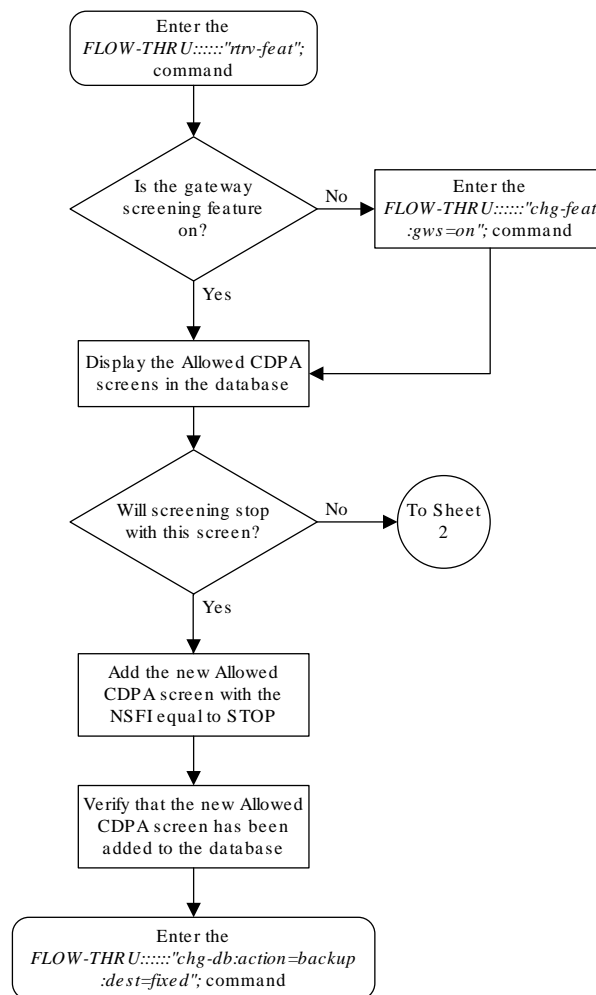 Enter the
FLOW-THRU::::::"rtrv-feat";
command
Is the gateway
screening feature
on?
No
Enter the
FLOW-THRU::::::"chg-feat
:gws=on"; command
Yes
Display the Allowed CDPA
screens in the database
Will screening stop
with this screen?
No
To Sheet
2
Yes
Add the new Allowed
CDPA screen with the
NSFI equal to STOP
Verify that the new Allowed
CDPA screen has been
added to the database
Enter the
FLOW-THRU::::::"chg-db:action=backup
:dest=fixed"; command